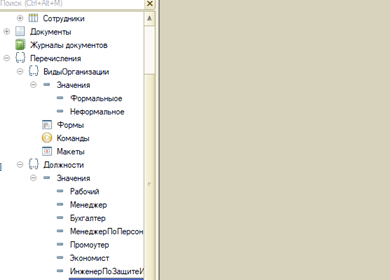 Поиск (Ctrl+Alt+M)
Сотрудники
Документы
Журналы документов
Перечисления
ВидыОрганизации
Значения
Формальныое
Неформальное
Формы
Команды
Макеты
Должности
Значения
Рабочий
Менеджер
Бухгалтер
МенеджерПоПерсон
Промоутер
Экономист
ИнженерПоЗащитеИ